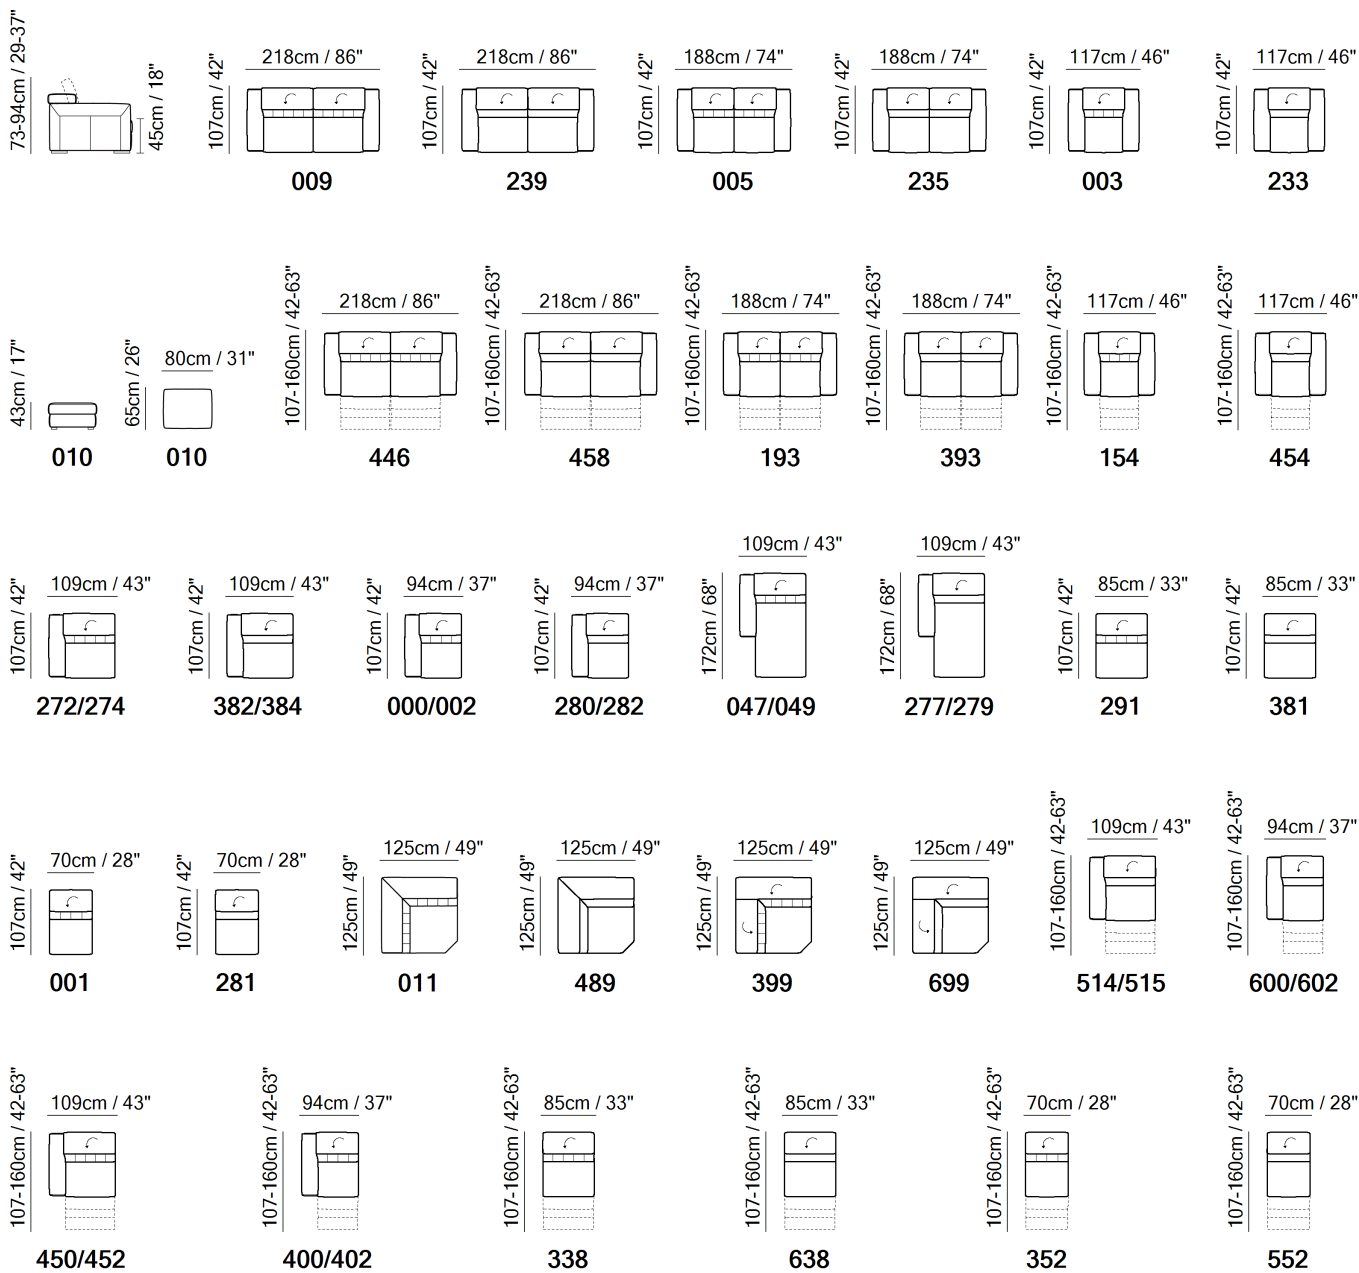 73-94cm / 29-37"
45cm / 18"
107cm / 42"
218cm / 86"
009
107cm / 42"
218cm / 86"
239
107cm / 42"
188cm / 74"
005
107cm / 42"
188cm / 74"
235
107cm / 42"
117cm / 46"
003
107cm / 42"
117cm / 46"
233
43cm / 17"
010
65cm / 26"
80cm / 31"
010
107-160cm / 42-63"
218cm / 86"
446
107-160cm / 42-63"
218cm / 86"
458
107-160cm / 42-63"
188cm / 74"
193
107-160cm / 42-63"
188cm / 74"
393
107-160cm / 42-63"
117cm / 46"
154
107-160cm / 42-63"
117cm / 46"
454
107cm / 42"
109cm / 43"
272/274
107cm / 42"
109cm / 43"
382/384
107cm / 42"
94cm / 37"
000/002
107cm / 42"
94cm / 37"
280/282
172cm / 68"
109cm / 43"
047/049
172cm / 68"
109cm / 43"
277/279
107cm / 42"
85cm / 33"
291
107cm / 42"
85cm / 33"
381
107cm / 42"
70cm / 28"
001
107cm / 42"
70cm / 28"
281
125cm / 49"
125cm / 49"
011
125cm / 49"
125cm / 49"
489
125cm / 49"
125cm / 49"
399
125cm / 49"
125cm / 49"
699
107-160cm / 42-63"
109cm / 43"
514/515
107-160cm / 42-63"
94cm / 37"
600/602
107-160cm / 42-63"
109cm / 43"
450/452
107-160cm / 42-63"
94cm / 37"
400/402
107-160cm / 42-63"
85cm / 33"
338
107-160cm / 42-63"
85cm / 33"
638
107-160cm / 42-63"
70cm / 28"
352
107-160cm / 42-63"
70cm / 28"
552